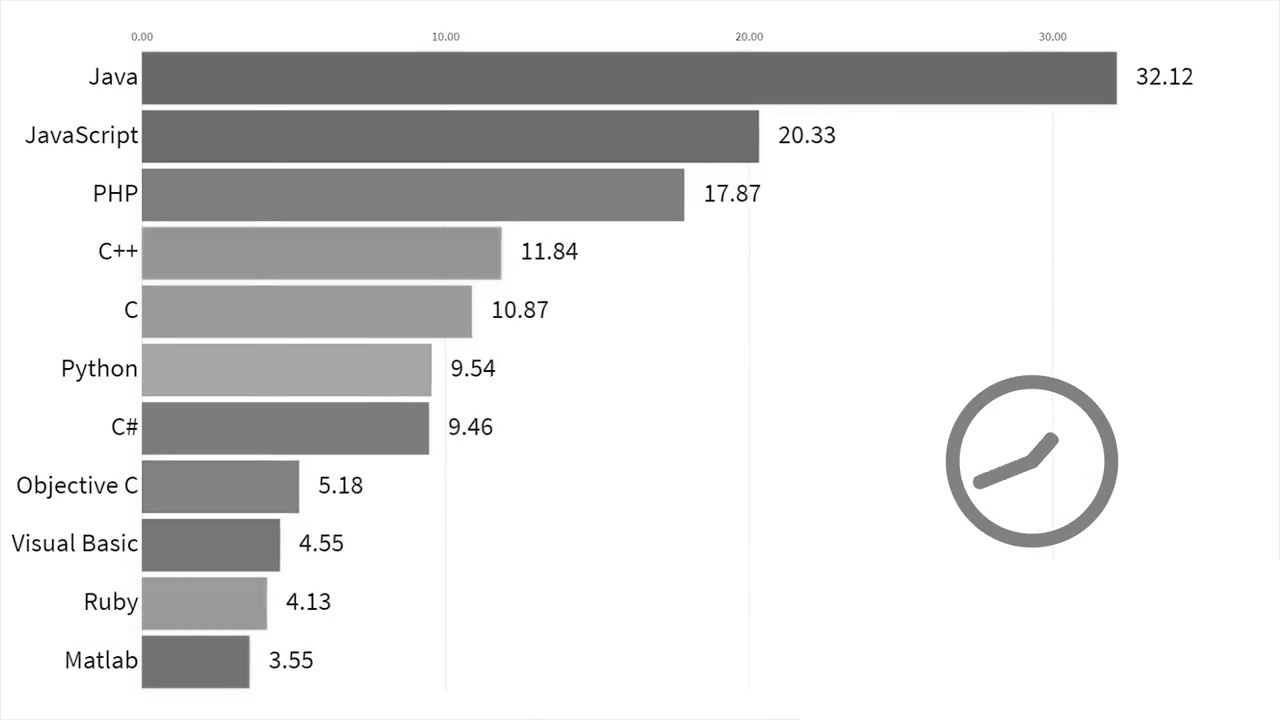 0.00 10.00 20.00 30.00
Java 32.12
JavaScript 20.33
PHP 17.87
C++ 11.84
C 10.87
Python 9.54
C# 9.46
Objective C 5.18
Visual Basic 4.55
Ruby 4.13
Matlab 3.55